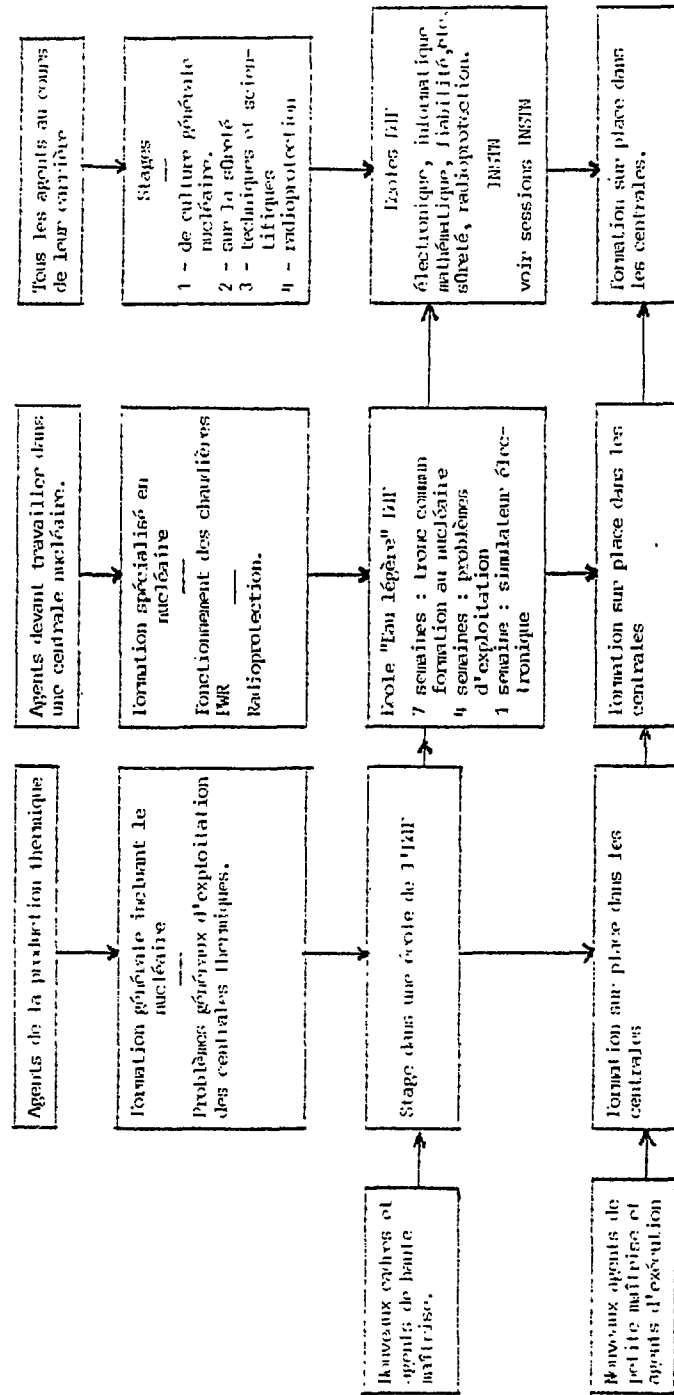 Agents de la production thermique
Formation générale incluant le
nucléaire
Problèmes généraux d'exploitation
des centrales thermiques.
Nouveaux cadres et
agents de haute
maîtrise.
Stage dans une école de l'EDF
Nouveaux agents de
petite maîtrise et
agents d'exécution
Formation sur place dans les
centrales
Agents devant travailler dans
une centrale nucléaire.
Formation spécialisé en
nucléaire
Fonctionnement des chaudières
PWR
Radioprotection.
Ecole "Eau légère" EDF
7 semaines : tronc commun
formation au nucléaire
4 semaines : problèmes
d'exploitation
1 semaine : simulateur élec-
tronique
Formation sur place dans les
centrales
Tous les agents au cours
de leur carrière
Stages
1 - de culture générale
nucléaire.
2 - sur la sûreté
3 - techniques et scien-
tifiques
4 - radioprotection
Ecoles EDF
électronique, informatique
mathématique, fiabilité, etc.
sûreté, radioprotection.
INSTN
voir sessions INSTN
Formation sur place dans
les centrales.